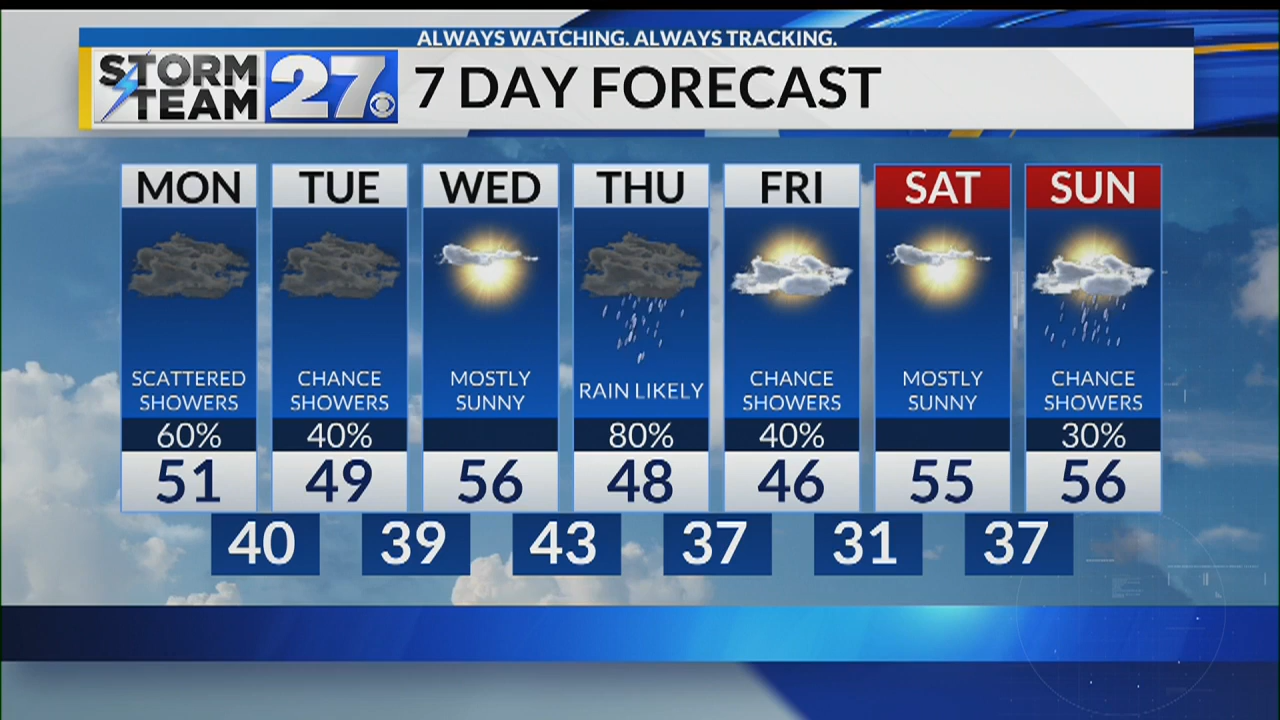 ALWAYS WATCHING. ALWAYS TRACKING.
STORM
TEAM
27
7 DAY FORECAST
MON TUE WED THU FRI SAT SUN
SCATTERED SHOWERS
CHANCE SHOWERS
MOSTLY SUNNY
RAIN LIKELY
CHANCE SHOWERS
MOSTLY SUNNY
CHANCE SHOWERS
60% 40% 80% 40% 30%
51 49 56 48 46 55 56
40 39 43 37 31 37